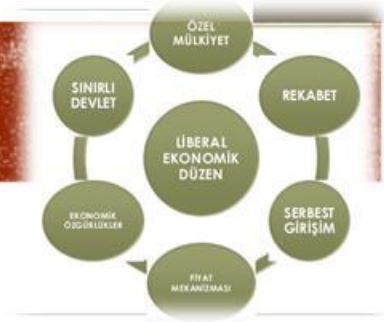 ÖZEL
MÜLKİYET
SINIRLI
DEVLET
REKABET
LİBERAL
EKONOMİK
DÜZEN
EKONOMİK
ÖZGÜRLÜKLER
SERBEST
GİRİŞİM
FİYAT
MEKANİZMASI